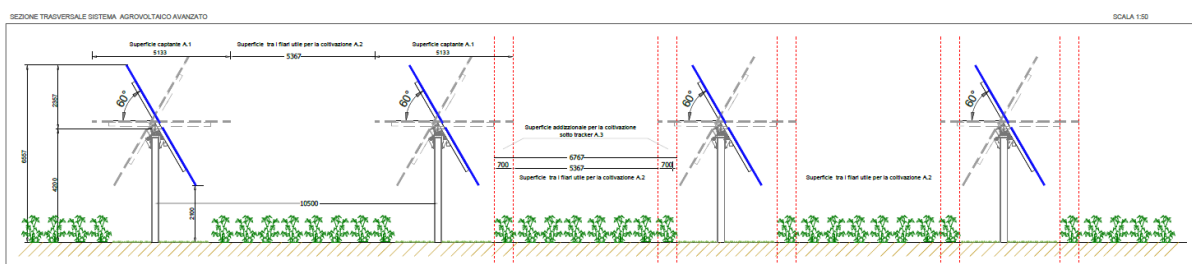 SEZIONE TRASVERSALE SISTEMA AGROVOLTAICO AVANZATO
SCALA 1:50
Superficie captante A.1
5133
Superficie tra i filari utile per la coltivazione A.2
5367
Superficie captante A.1
5133
60°
60°
60°
60°
2357
6557
4200
2100
10500
Superficie addizionale per la coltivazione
sotto tracker A.3
6767
700
5367
700
Superficie tra i filari utile per la coltivazione A.2
Superficie tra i filari utile per la coltivazione A.2